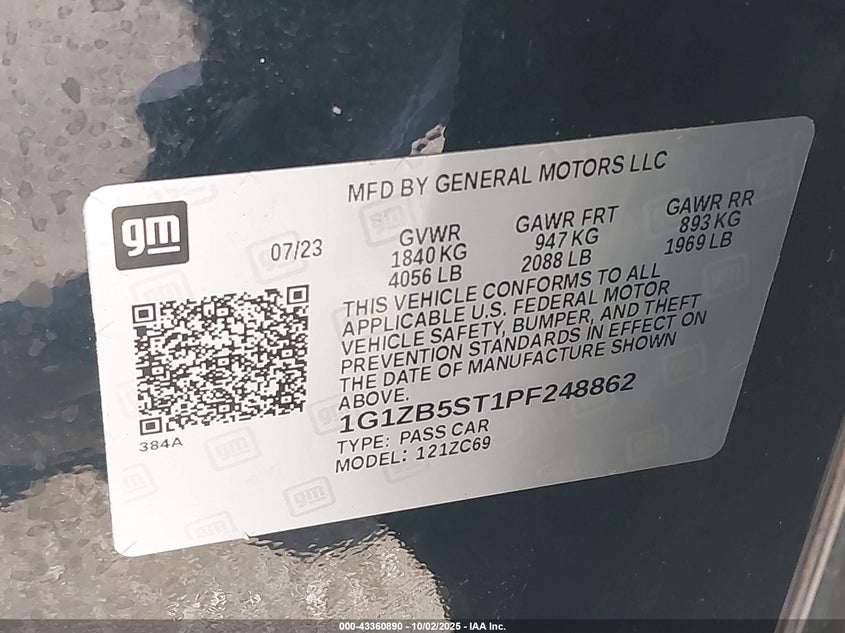 MFD BY GENERAL MOTORS LLC
gm
07/23
GVWR
1840 KG
4056 LB
GAWR FRT
947 KG
2088 LB
GAWR RR
893 KG
1969 LB
THIS VEHICLE CONFORMS TO ALL
APPLICABLE U.S. FEDERAL MOTOR
VEHICLE SAFETY, BUMPER, AND THEFT
PREVENTION STANDARDS IN EFFECT ON
THE DATE OF MANUFACTURE SHOWN
ABOVE.
1G1ZB5ST1PF248862
TYPE: PASS CAR
MODEL: 121ZC69
384A
gm
000-43360890 - 10/02/2025 - IAA Inc.